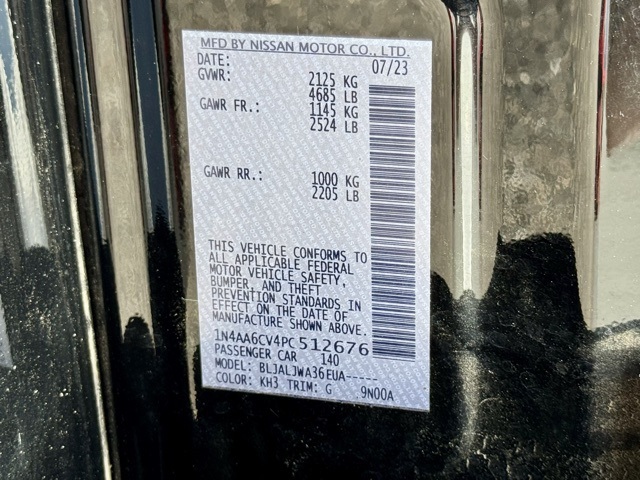 MFD BY NISSAN MOTOR CO., LTD.
DATE: 07/23
GVWR: 2125 KG
4685 LB
GAWR FR.: 1145 KG
2524 LB
GAWR RR.: 1000 KG
2205 LB
THIS VEHICLE CONFORMS TO
ALL APPLICABLE FEDERAL
MOTOR VEHICLE SAFETY,
BUMPER, AND THEFT
PREVENTION STANDARDS IN
EFFECT ON THE DATE OF
MANUFACTURE SHOWN ABOVE.
1N4AA6CV4PC512676
PASSENGER CAR 140
MODEL: BLJALJWA36EUA-----
COLOR: KH3 TRIM: G 9N00A